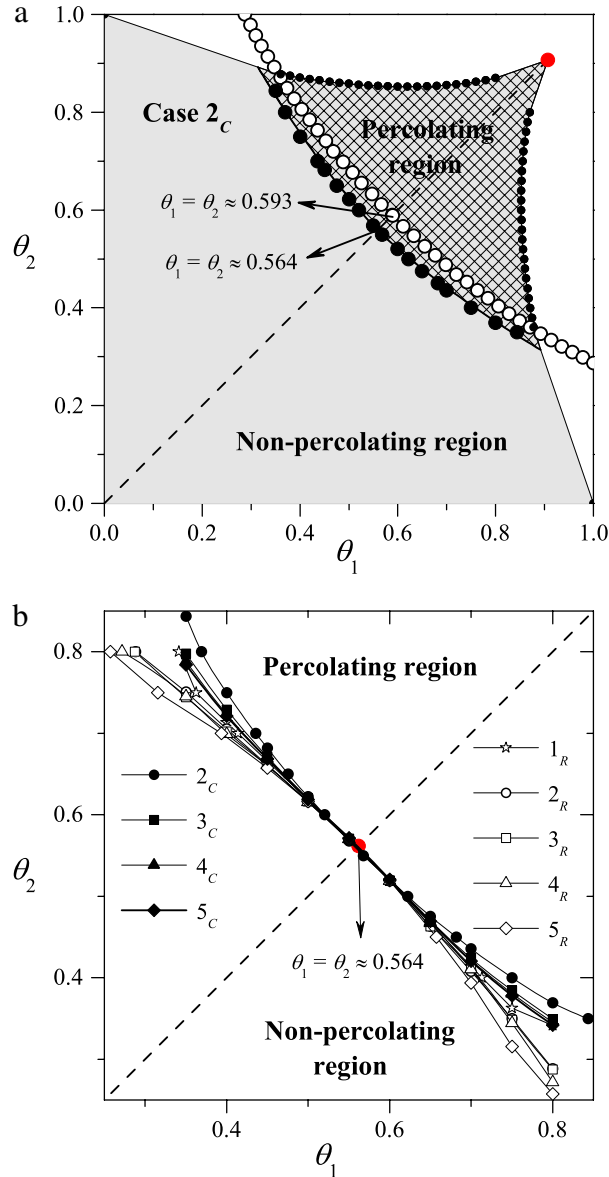 a
1.0
0.8
0.6
0.4
0.2
0.0
θ2
Case 2C
Percolating
region
θ1 = θ2 ≈ 0.593
θ1 = θ2 ≈ 0.564
Non-percolating region
0.0 0.2 0.4 0.6 0.8 1.0
θ1
b
0.8
0.6
0.4
θ2
Percolating region
2C
3C
4C
5C
1R
2R
3R
4R
5R
θ1 = θ2 ≈ 0.564
Non-percolating
region
0.4 0.6 0.8
θ1